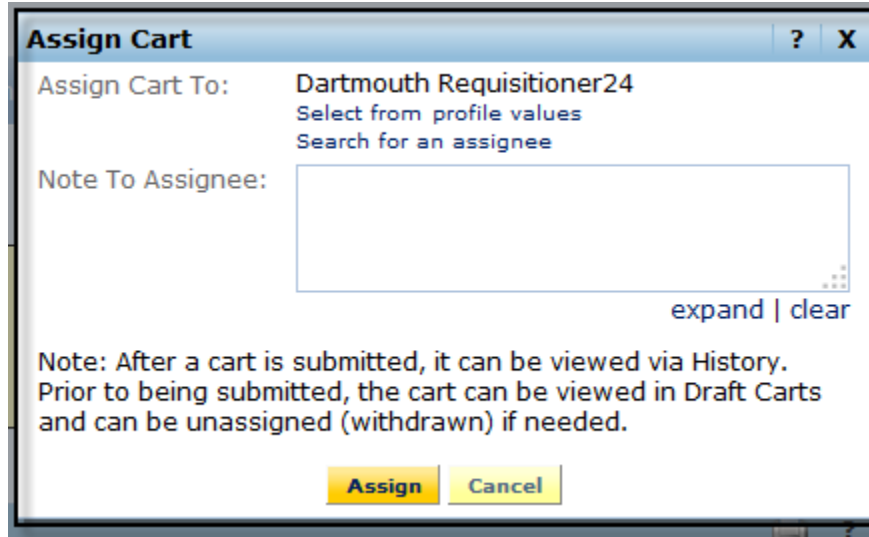 Assign Cart ? X
Assign Cart To: Dartmouth Requisitioner24
Select from profile values
Search for an assignee
Note To Assignee:
expand | clear
Note: After a cart is submitted, it can be viewed via History.
Prior to being submitted, the cart can be viewed in Draft Carts
and can be unassigned (withdrawn) if needed.
Assign Cancel
?